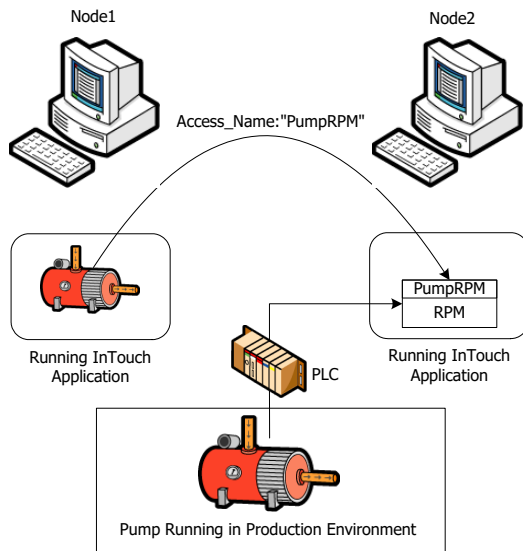 Node1
Node2
Access_Name:"PumpRPM"
PumpRPM
RPM
Running InTouch
Application
Running InTouch
Application
PLC
Pump Running in Production Environment